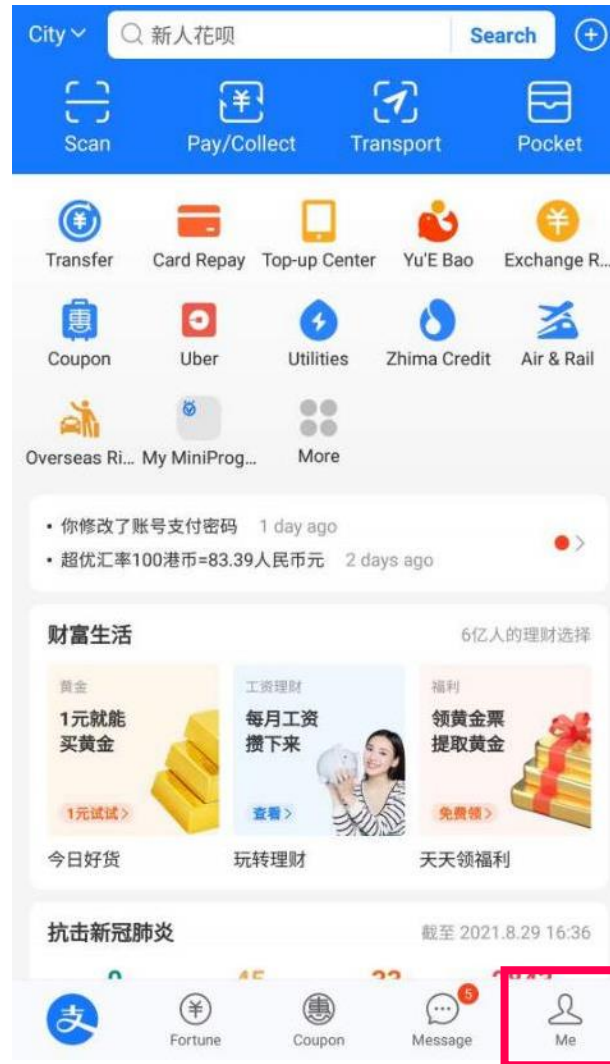 City
新人花呗
Search
Scan
Pay/Collect
Transport
Pocket
Transfer
Card Repay
Top-up Center
Yu'E Bao
Exchange R...
惠
Coupon
Uber
Utilities
Zhima Credit
Air & Rail
Overseas Ri...
My MiniProg...
More
• 你修改了账号支付密码 1 day ago
• 超优汇率100港币=83.39人民币元 2 days ago
财富生活
6亿人的理财选择
黄金
1元就能
买黄金
1元试试>
今日好货
工资理财
每月工资
攒下来
查看>
玩转理财
福利
领黄金票
提取黄金
免费领>
天天领福利
抗击新冠肺炎
截至 2021.8.29 16:36
支
Fortune
惠
Coupon
5
Message
Me